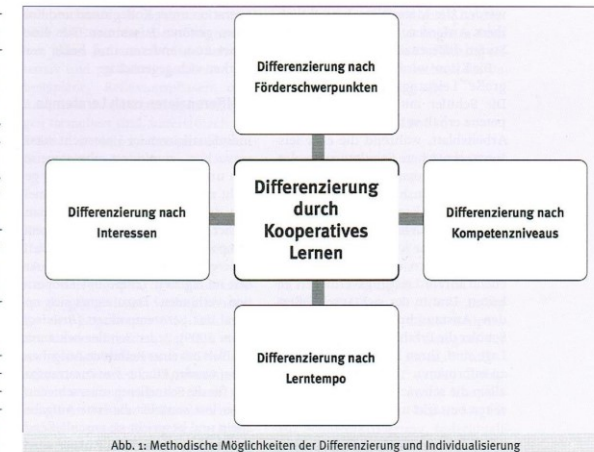 Differenzierung nach
Förderschwerpunkten
Differenzierung nach
Interessen
Differenzierung
durch
Kooperatives
Lernen
Differenzierung nach
Kompetenzniveaus
Differenzierung nach
Lerntempo
Abb. 1: Methodische Möglichkeiten der Differenzierung und Individualisierung